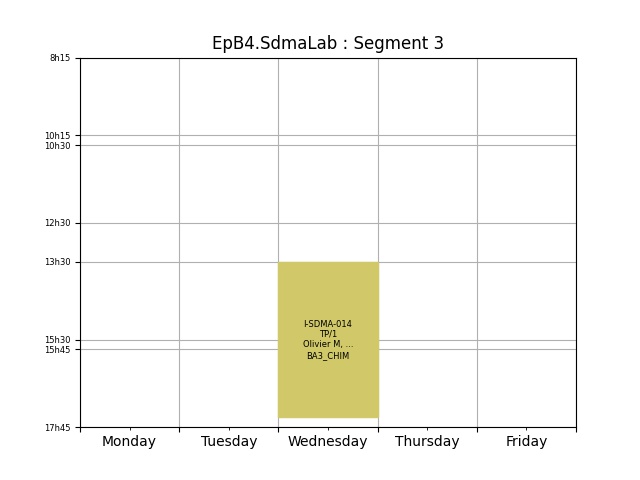 EpB4.SdmaLab : Segment 3
8h15
10h15
10h30
12h30
13h30
15h30
15h45
17h45
I-SDMA-014
TP/1
Olivier M, ...
BA3_CHIM
Monday Tuesday Wednesday Thursday Friday